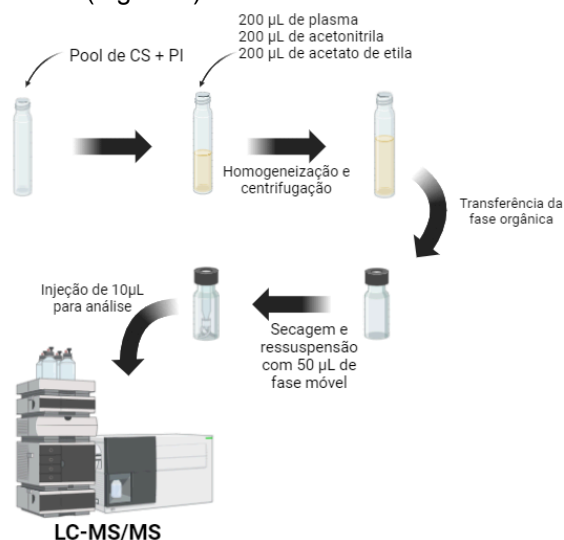 Pool de CS + PI
200 µL de plasma
200 µL de acetonitrila
200 µL de acetato de etila
Homogeneização e
centrifugação
Transferência da
fase orgânica
Secagem e
ressuspensão
com 50 µL de
fase móvel
Injeção de 10µL
para análise
LC-MS/MS